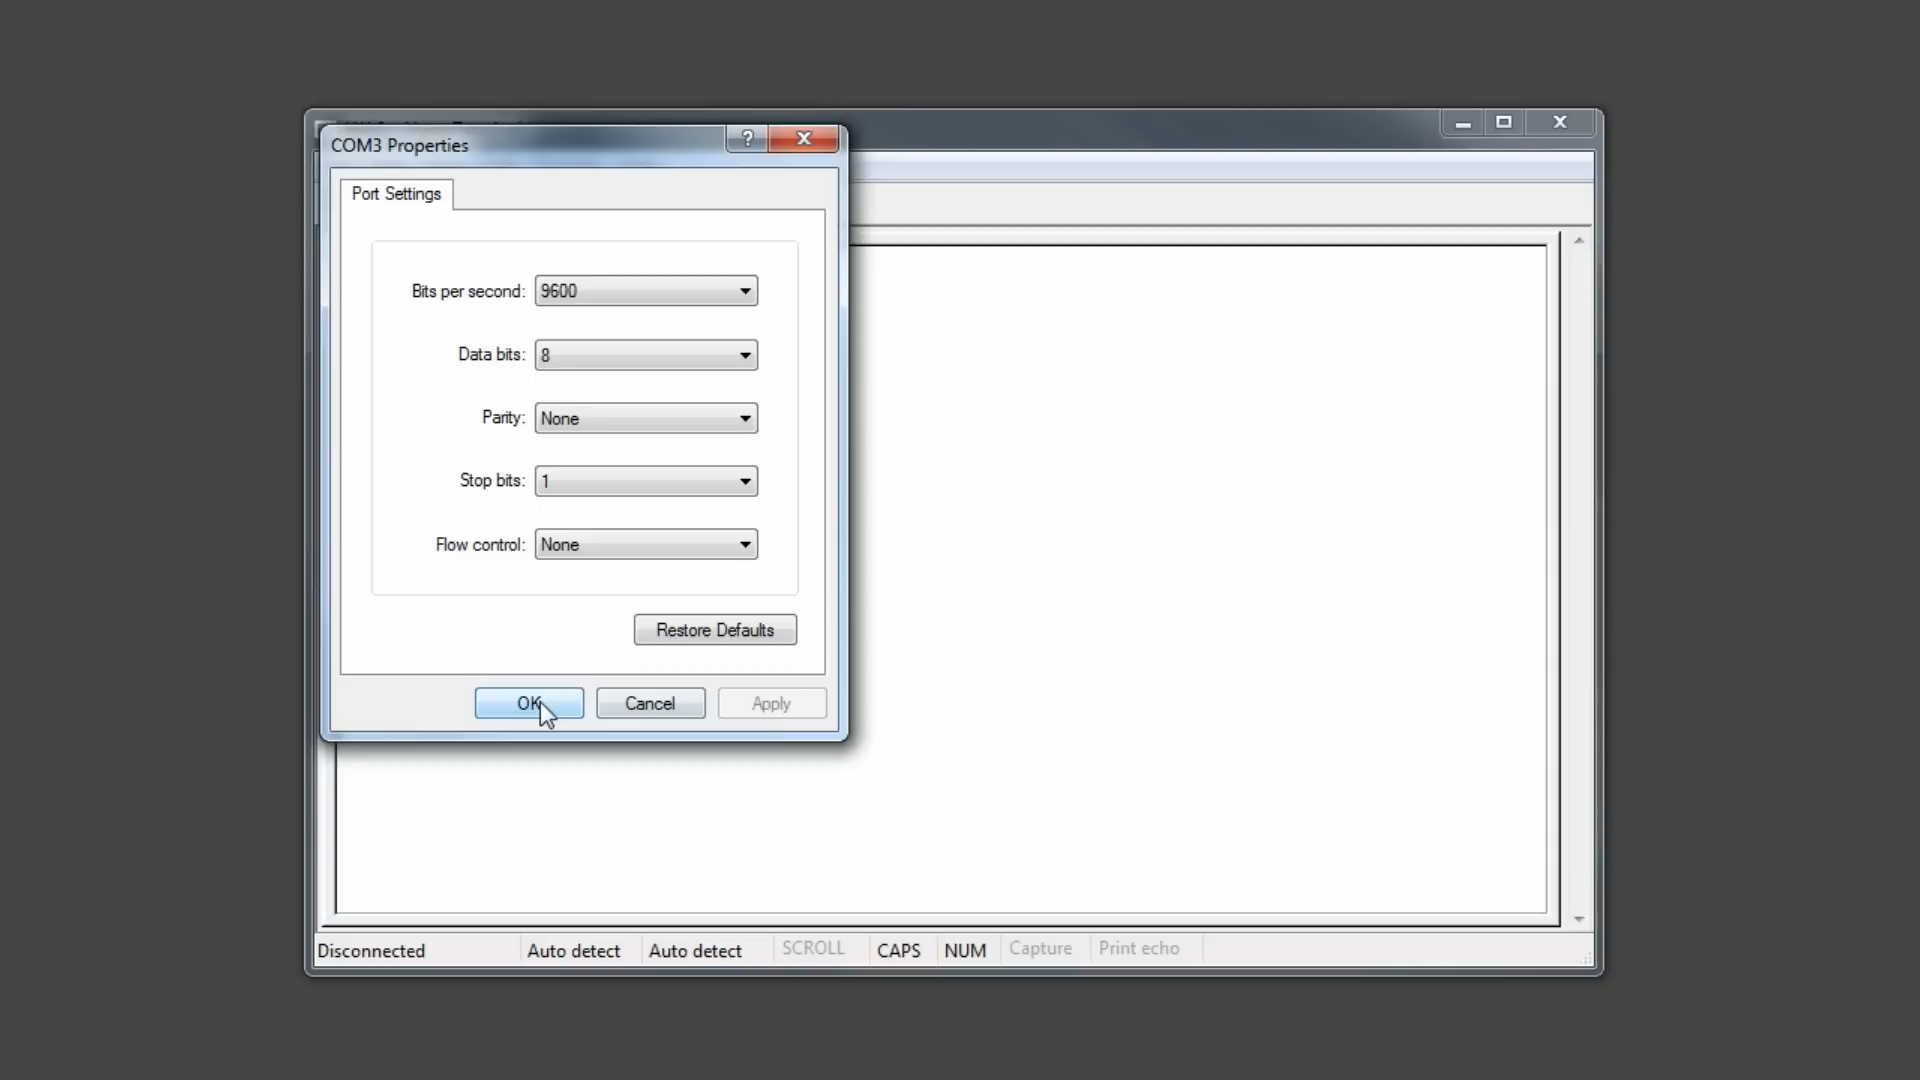 COM3 Properties
Port Settings
Bits per second: 9600
Data bits: 8
Parity: None
Stop bits: 1
Flow control: None
Restore Defaults
OK Cancel Apply
Disconnected Auto detect Auto detect SCROLL CAPS NUM Capture Print echo